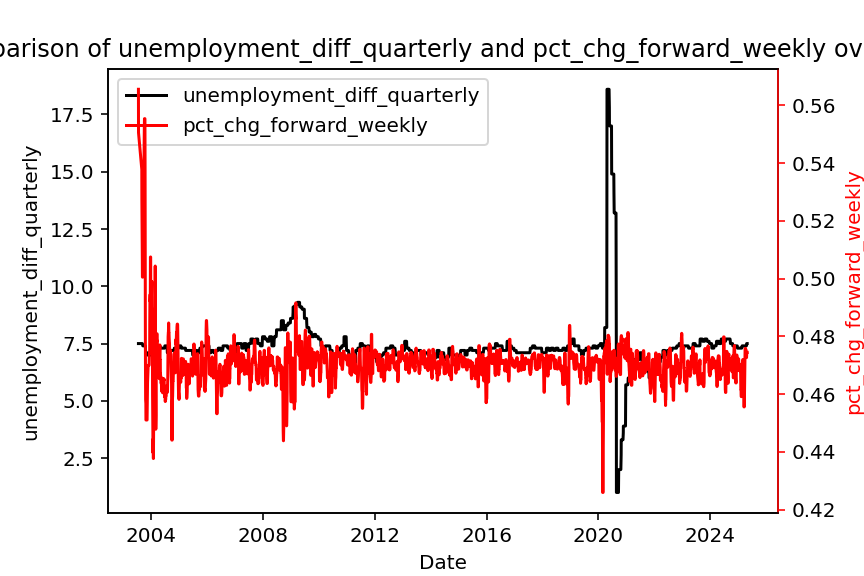 parison of unemployment_diff_quarterly and pct_chg_forward_weekly ov
unemployment_diff_quarterly
pct_chg_forward_weekly
17.5
15.0
12.5
10.0
7.5
5.0
2.5
unemployment_diff_quarterly
0.56
0.54
0.52
0.50
0.48
0.46
0.44
0.42
pct_chg_forward_weekly
2004 2008 2012 2016 2020 2024
Date